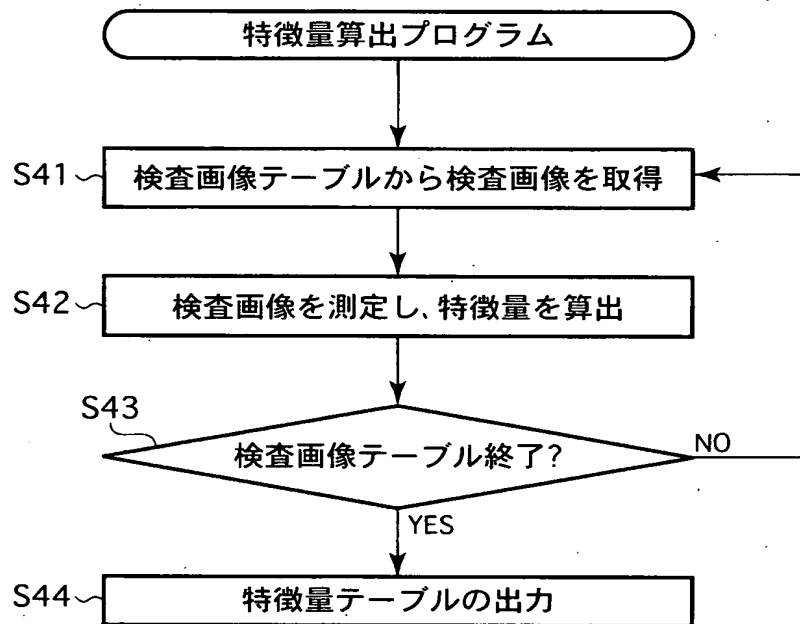 特徴量算出プログラム
S41 検査画像テーブルから検査画像を取得
S42 検査画像を測定し、特徴量を算出
S43
検査画像テーブル終了?
NO
YES
S44 特徴量テーブルの出力